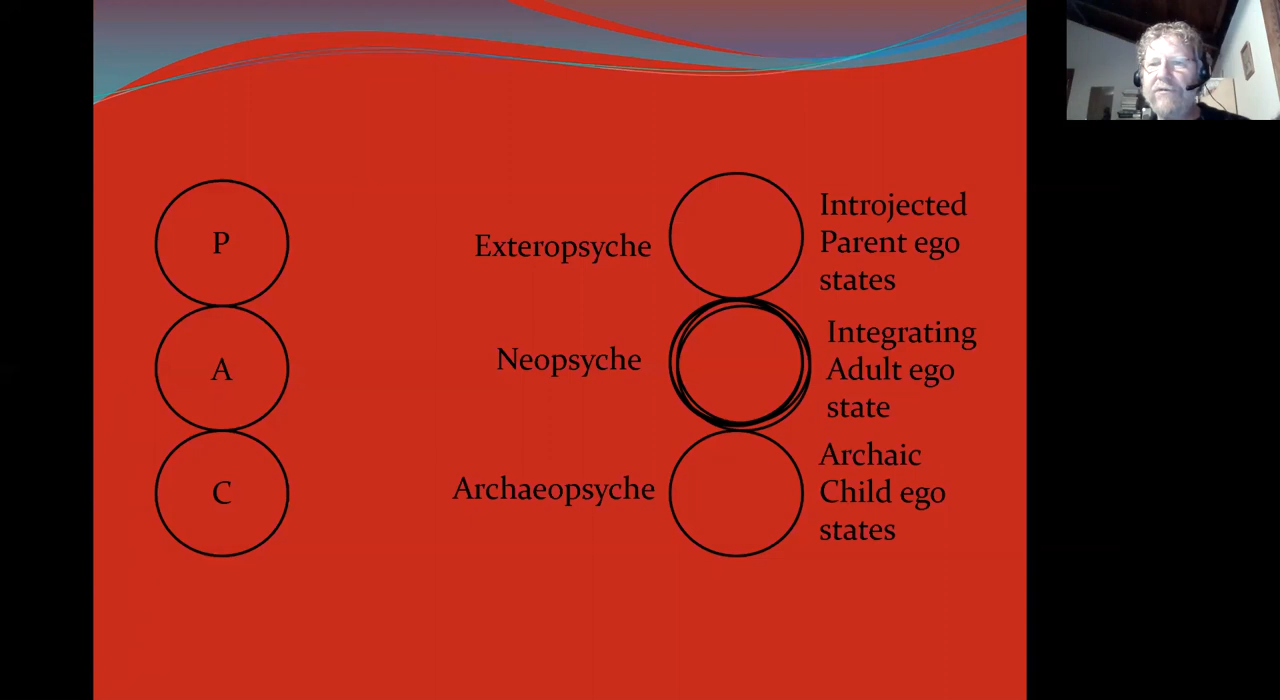 P
A
C
Exteropsyche
Introjected
Parent ego
states
Neopsyche
Integrating
Adult ego
state
Archaeopsyche
Archaic
Child ego
states